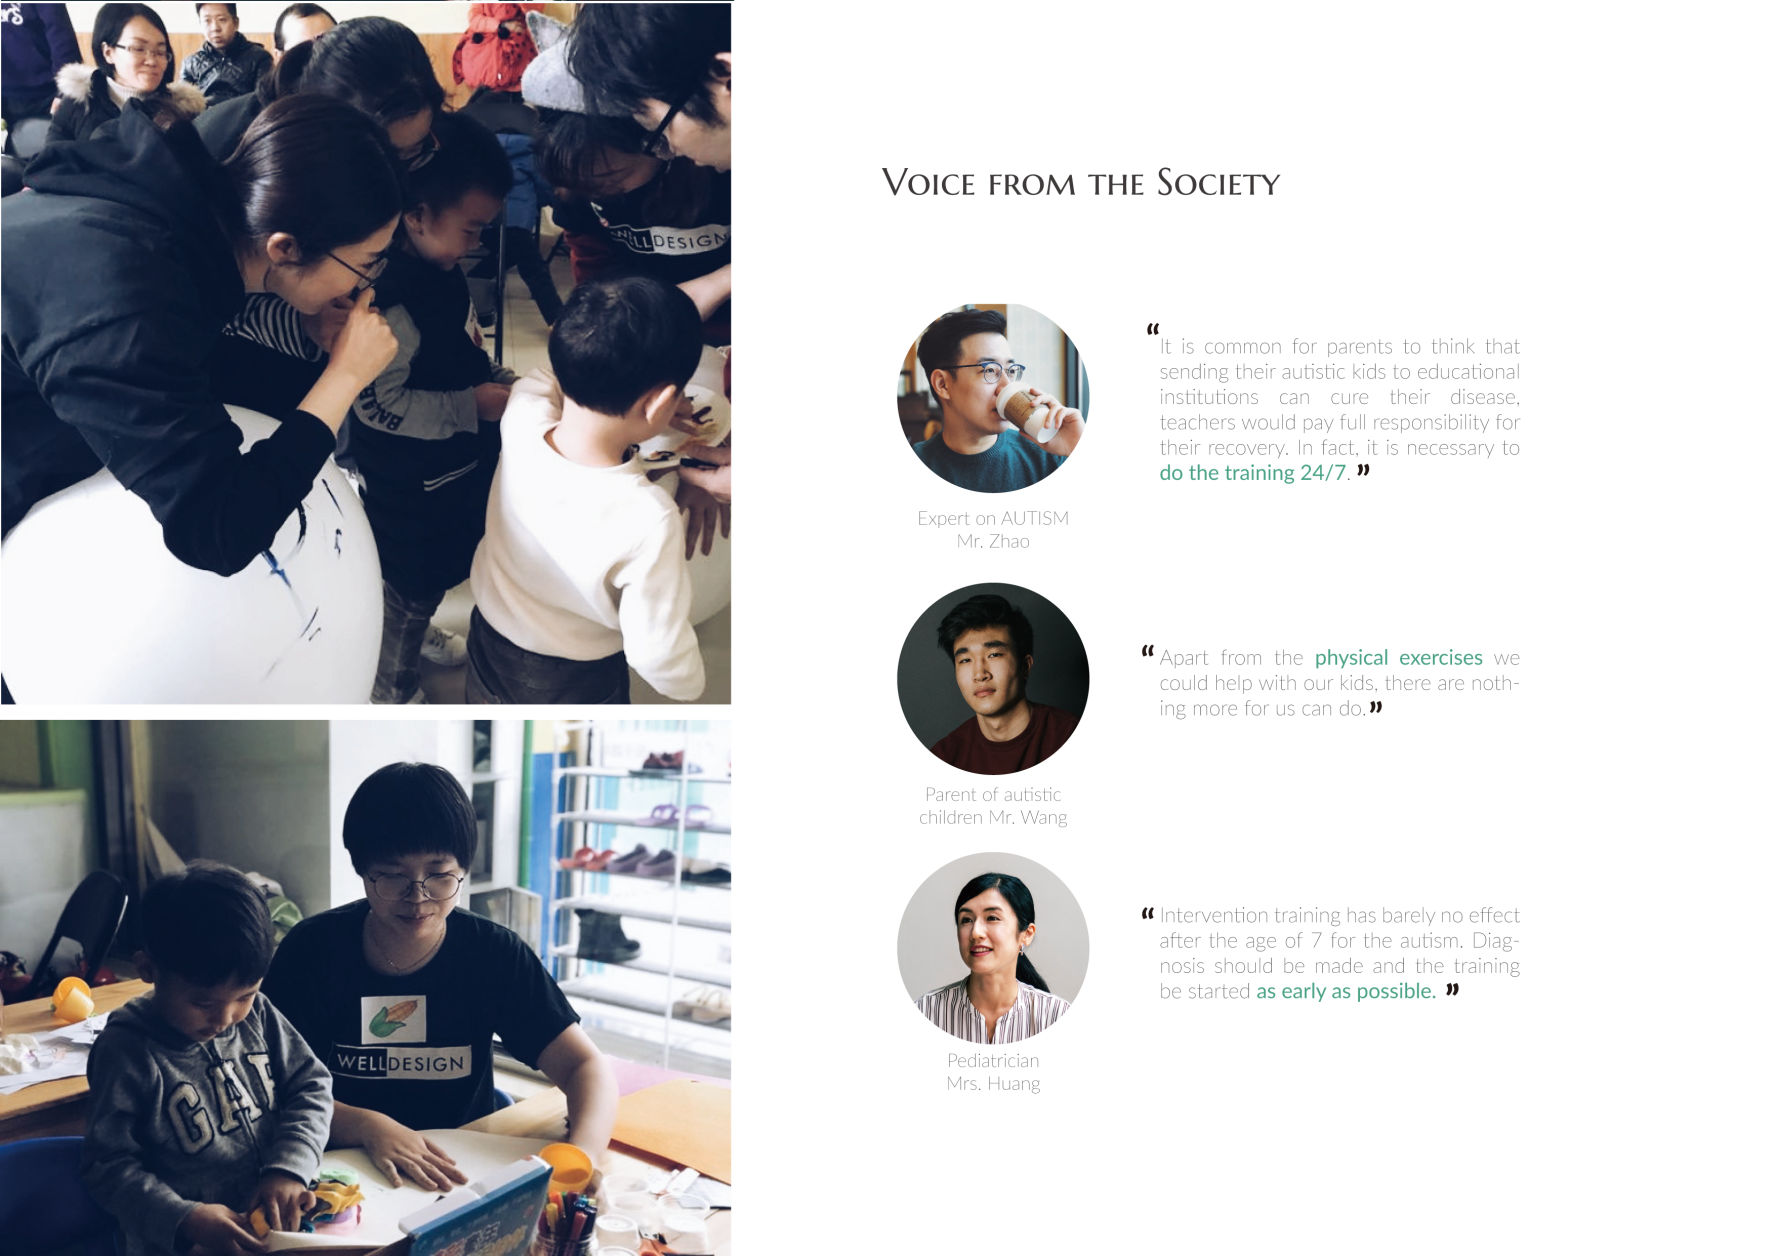 WELLDESIGN
BANAN
VOICE FROM THE SOCIETY
“It is common for parents to think that
sending their autistic kids to educational
institutions can cure their disease,
teachers would pay full responsibility for
their recovery. In fact, it is necessary to
do the training 24/7. ”
Expert on AUTISM
Mr. Zhao
“ Apart from the physical exercises we
could help with our kids, there are noth-
ing more for us can do.”
Parent of autistic
children Mr. Wang
“ Intervention training has barely no effect
after the age of 7 for the autism. Diag-
nosis should be made and the training
be started as early as possible. ”
Pediatrician
Mrs. Huang
WELLDESIGN
GAP